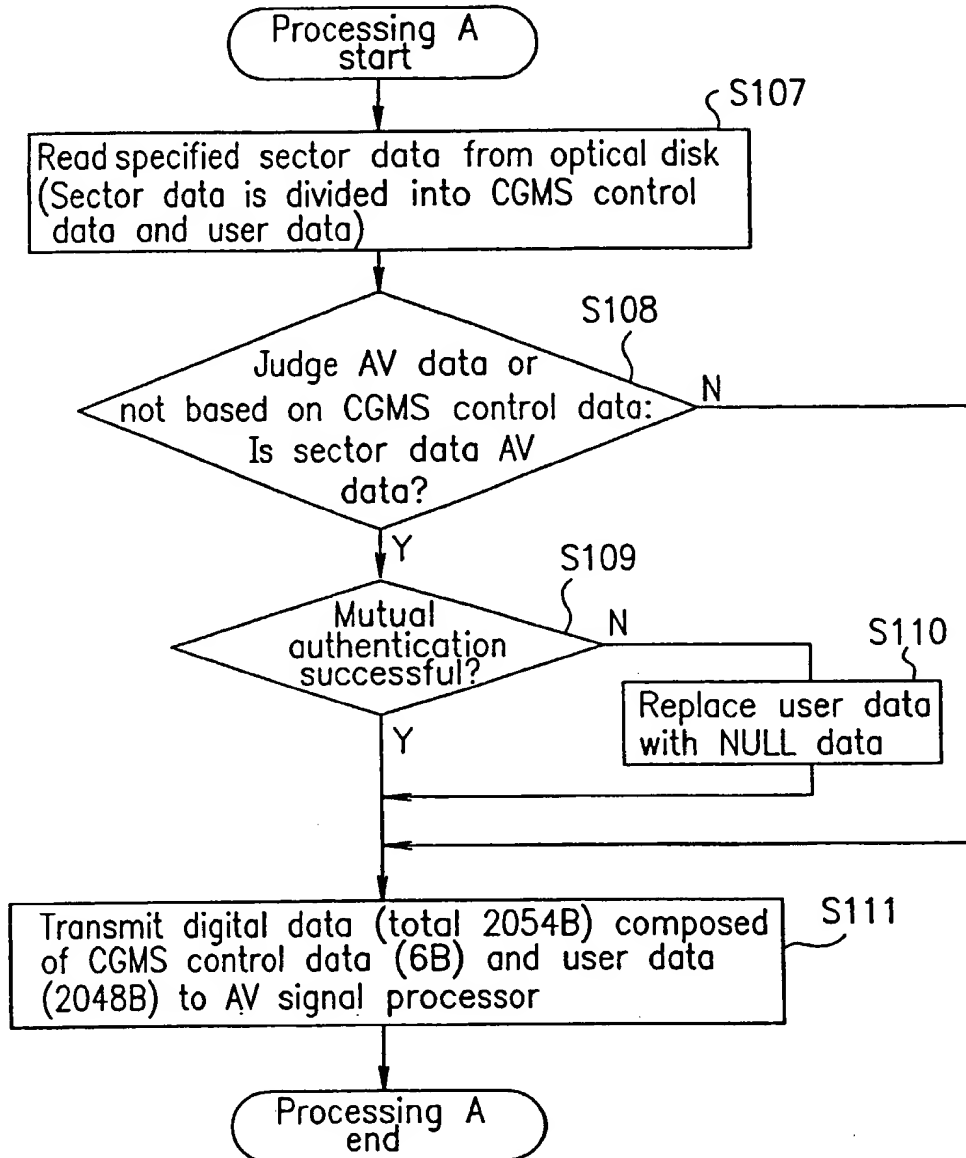 Processing A
start
S107
Read specified sector data from optical disk
(Sector data is divided into CGMS control
data and user data)
S108
Judge AV data or
not based on CGMS control data:
Is sector data AV
data?
N
Y
S109
Mutual
authentication
successful?
N
S110
Replace user data
with NULL data
Y
S111
Transmit digital data (total 2054B) composed
of CGMS control data (6B) and user data
(2048B) to AV signal processor
Processing A
end